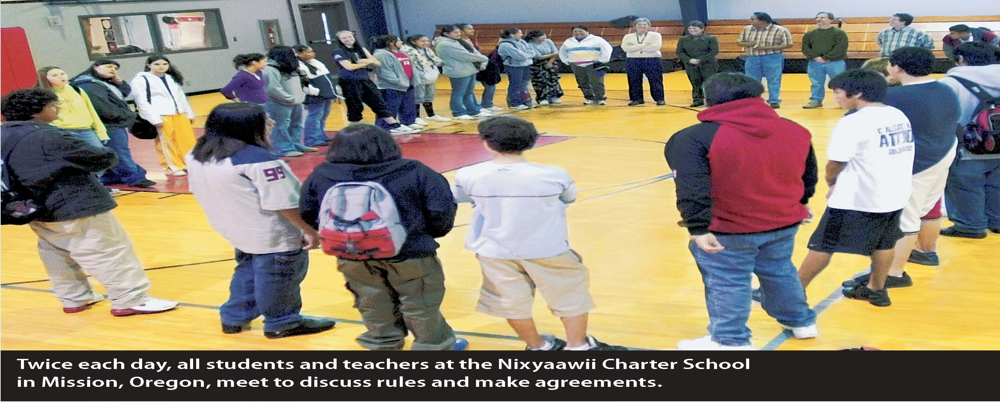 99
Twice each day, all students and teachers at the Nixyaawii Charter School
in Mission, Oregon, meet to discuss rules and make agreements.